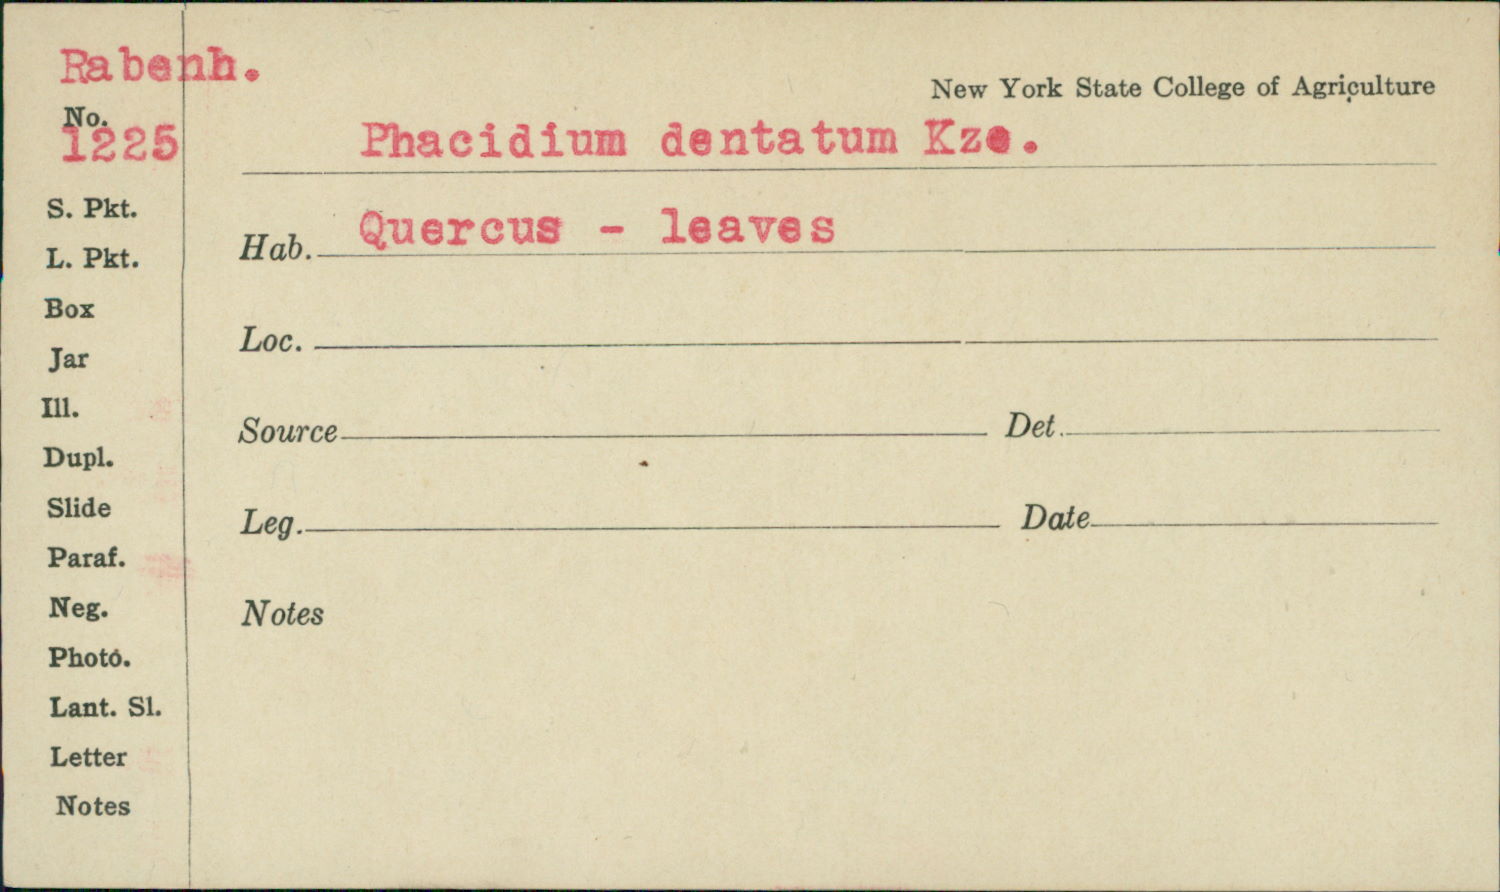 Rabenh.
New York State College of Agriculture
No.
1225
Phacidium dentatum Kze.
S. Pkt.
Hab. Quercus - leaves
L. Pkt.
Box
Loc.
Jar
Ill.
Source Det.
Dupl.
Slide
Leg. Date
Paraf.
Neg.
Notes
Photo.
Lant. Sl.
Letter
Notes